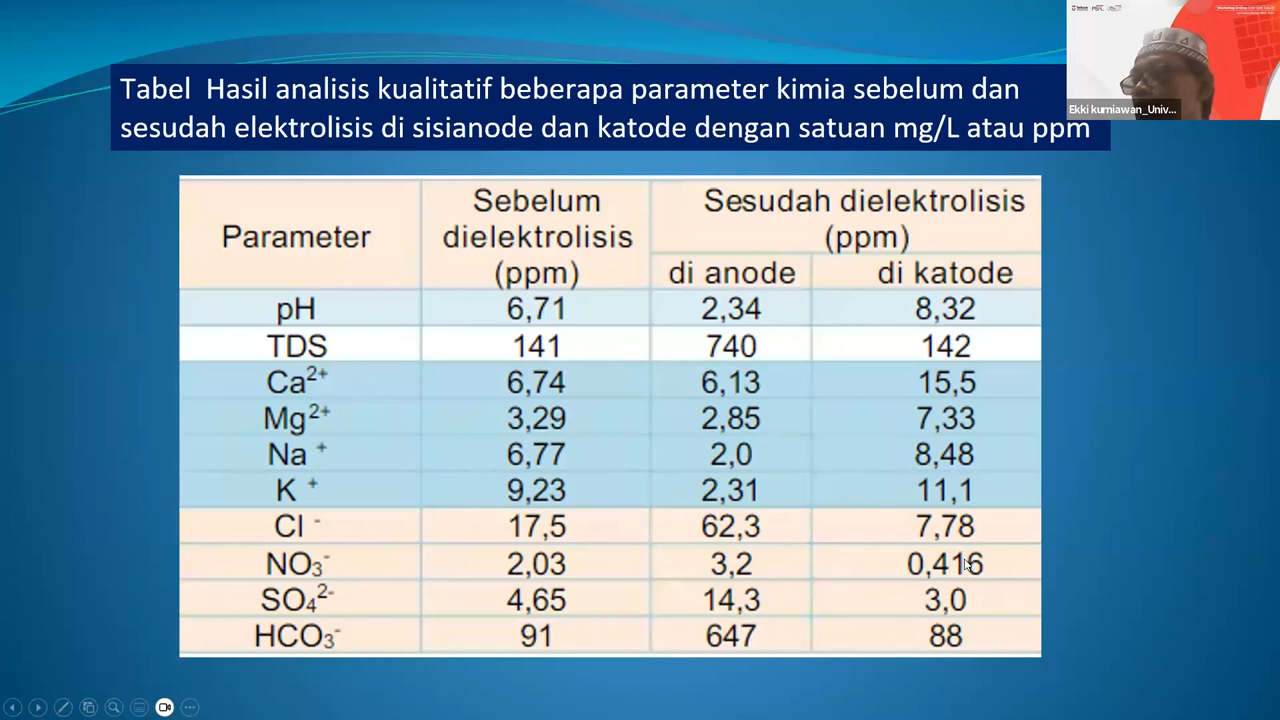 Tabel Hasil analisis kualitatif beberapa parameter kimia sebelum dan
sesudah elektrolisis di sisianode dan katode dengan satuan mg/L atau ppm
Ekki kurniawan_Univ...
Parameter
Sebelum
dielektrolisis
(ppm)
Sesudah dielektrolisis
(ppm)
di anode di katode
pH 6,71 2,34 8,32
TDS 141 740 142
Ca²⁺ 6,74 6,13 15,5
Mg²⁺ 3,29 2,85 7,33
Na ⁺ 6,77 2,0 8,48
K ⁺ 9,23 2,31 11,1
Cl ⁻ 17,5 62,3 7,78
NO₃⁻ 2,03 3,2 0,416
SO₄²⁻ 4,65 14,3 3,0
HCO₃⁻ 91 647 88